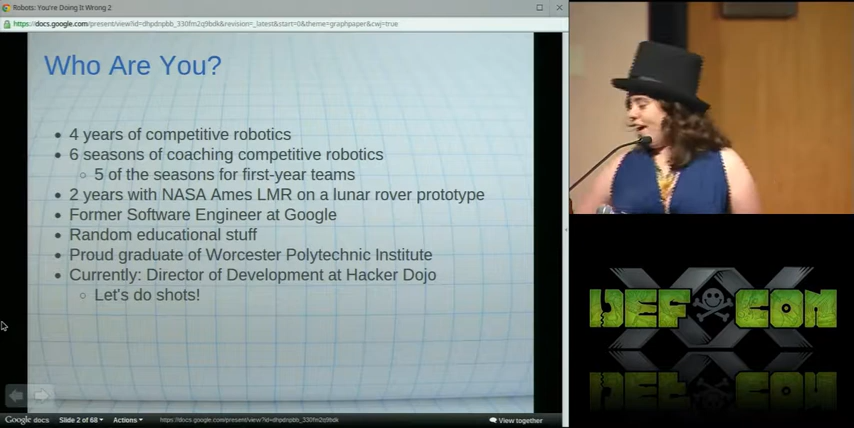 Robots: You're Doing It Wrong 2
https://docs.google.com/present/view?id=dhpdnpbb_330fm2q9bdk&revision=_latest&start=0&theme=graphpaper&cwj=true
Who Are You?
• 4 years of competitive robotics
• 6 seasons of coaching competitive robotics
○ 5 of the seasons for first-year teams
• 2 years with NASA Ames LMR on a lunar rover prototype
• Former Software Engineer at Google
• Random educational stuff
• Proud graduate of Worcester Polytechnic Institute
• Currently: Director of Development at Hacker Dojo
○ Let's do shots!
Google docs
Slide 2 of 68
Actions
https://docs.google.com/present/view?id=dhpdnpbb_330fm2q9bdk
View together
XX
DEF CON